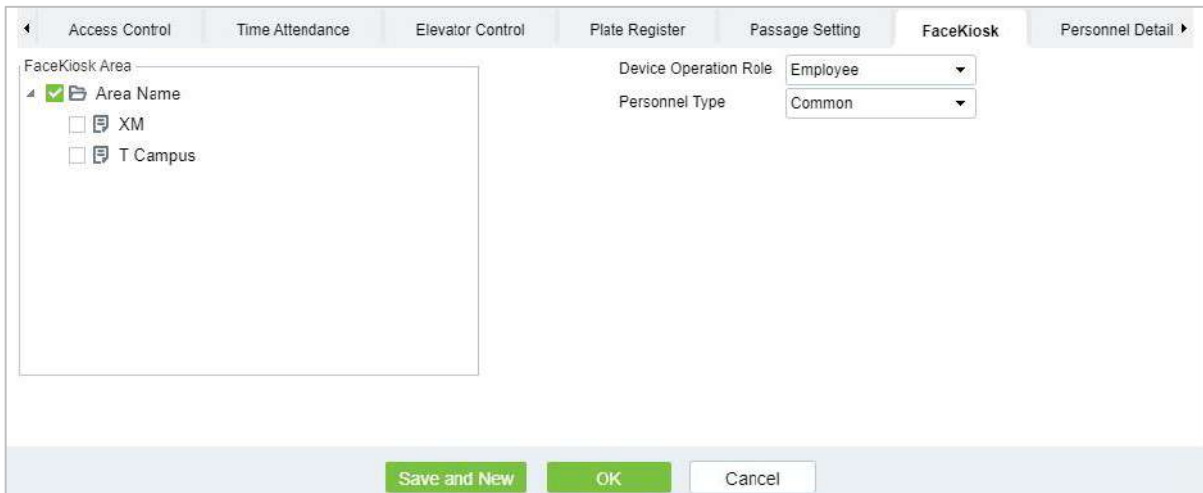 Access Control Time Attendance Elevator Control Plate Register Passage Setting FaceKiosk Personnel Detail
FaceKiosk Area
Device Operation Role Employee
Area Name
Personnel Type Common
XM
T Campus
Save and New OK Cancel